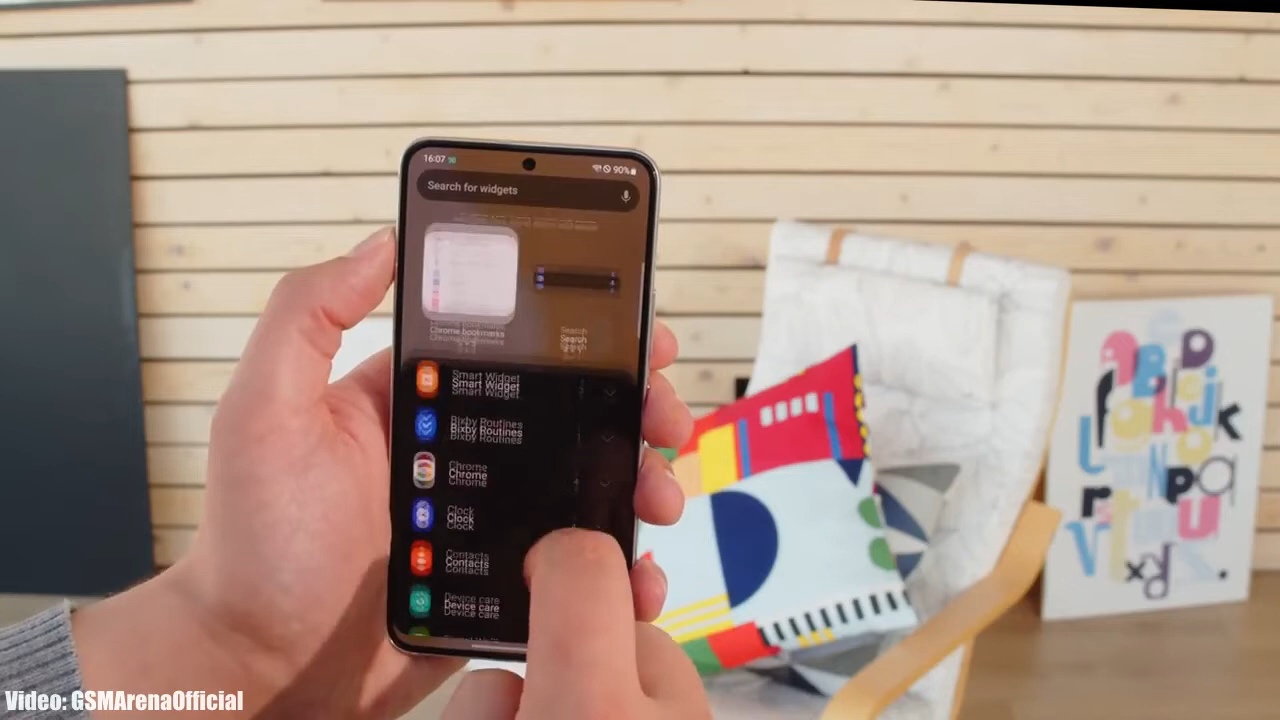 16:07
90%
Search for widgets
Chrome bookmarks
Search
Smart Widget
Bixby Routines
Chrome
Clock
Contacts
Device care
Video: GSMArenaOfficial